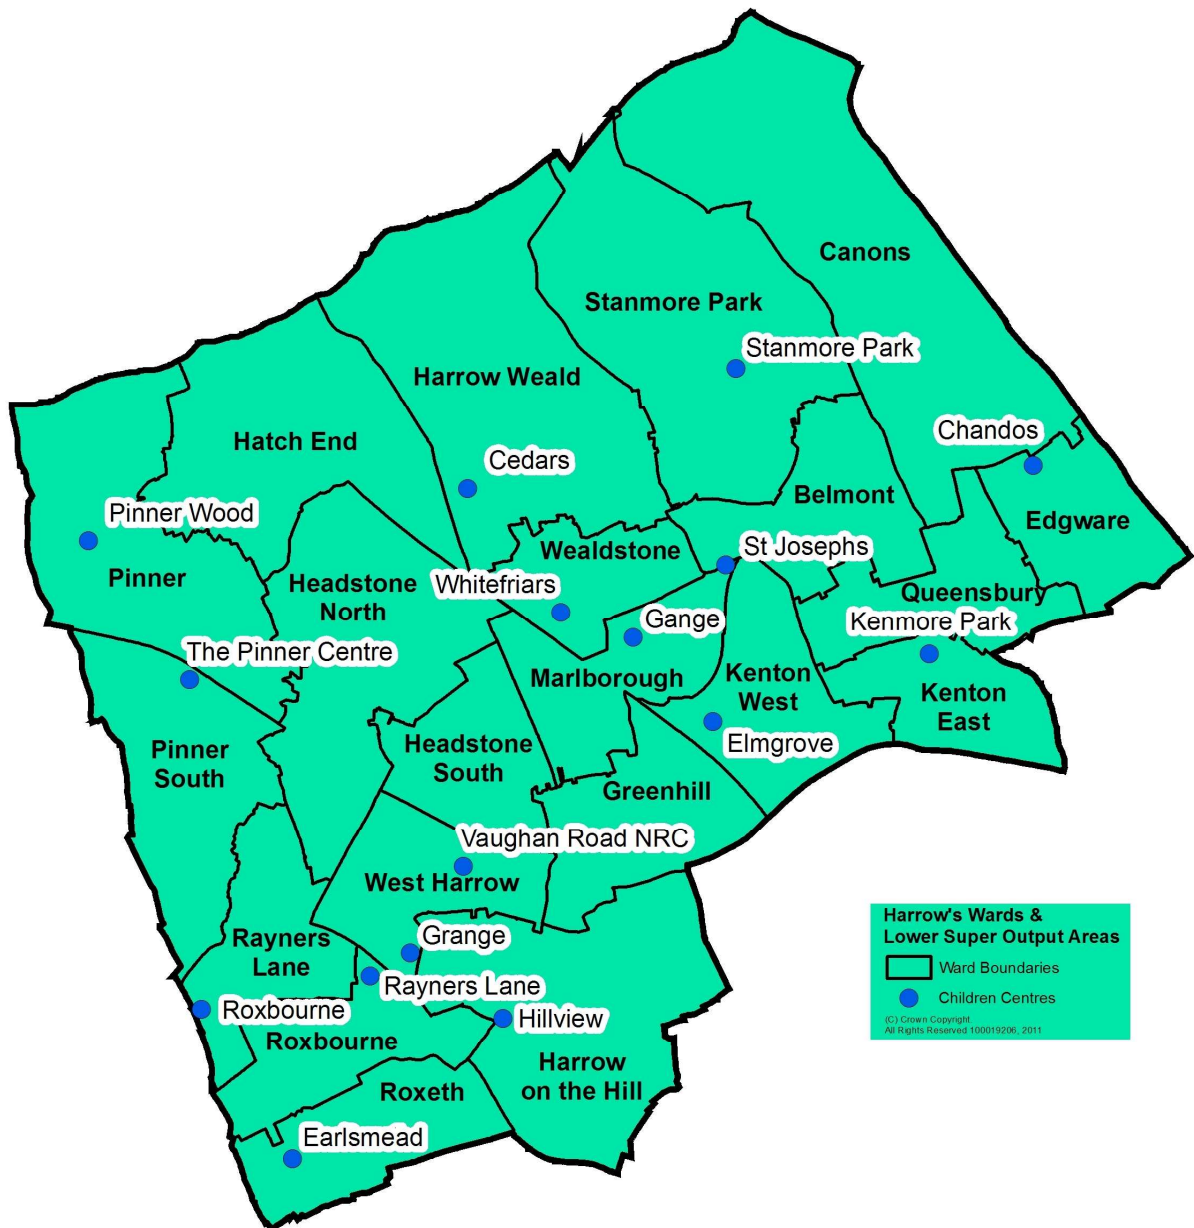 Canons
Stanmore Park
Stanmore Park
Harrow Weald
Chandos
Hatch End
Cedars
Belmont
Pinner Wood
Edgware
Wealdstone
St Josephs
Pinner
Headstone
North
Whitefriars
Queensbury
Gange
Kenmore Park
The Pinner Centre
Marlborough
Kenton
West
Kenton
East
Pinner
South
Headstone
South
Elmgrove
Greenhill
Vaughan Road NRC
West Harrow
Rayners
Lane
Grange
Rayners Lane
Roxbourne
Hillview
Roxbourne
Harrow
on the Hill
Roxeth
Earlsmead
Harrow's Wards &
Lower Super Output Areas
Ward Boundaries
Children Centres
(C) Crown Copyright.
All Rights Reserved 100019206, 2011